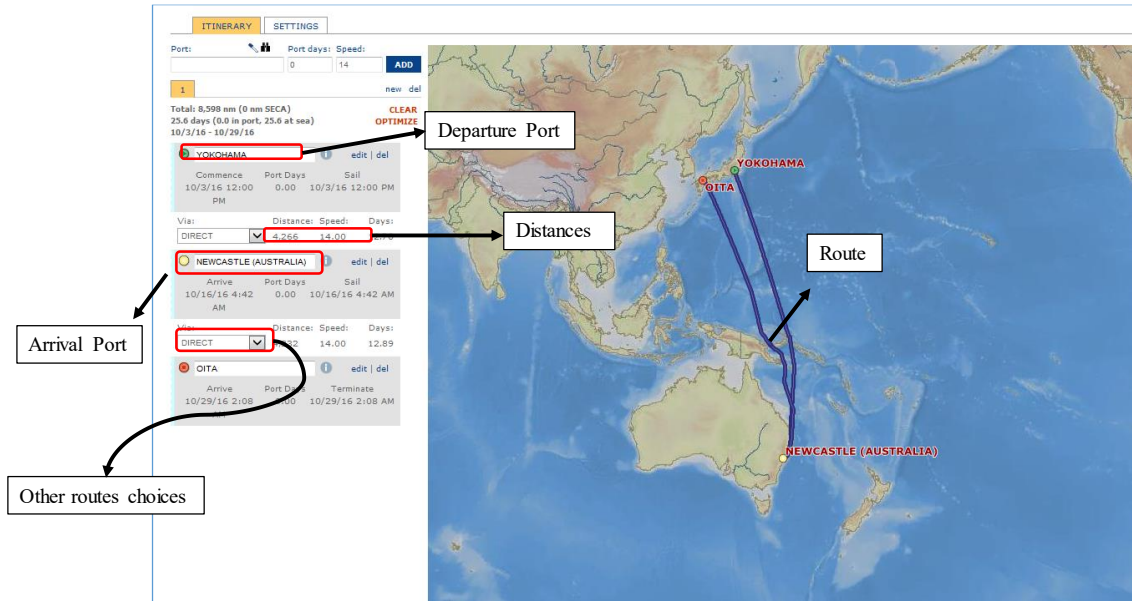 ITINERARY SETTINGS
Port: Port days: Speed:
0 14 ADD
1 new del
Total: 8,598 nm (0 nm SECA) CLEAR
25.6 days (0.0 in port, 25.6 at sea) OPTIMIZE
10/3/16 - 10/29/16
YOKOHAMA edit | del
Commence Port Days Sail
10/3/16 12:00 0.00 10/3/16 12:00 PM
PM
Via: Distance: Speed: Days:
DIRECT 4,266 14.00
NEWCASTLE (AUSTRALIA) edit | del
Arrive Port Days Sail
10/16/16 4:42 0.00 10/16/16 4:42 AM
AM
Via: Distance: Speed: Days:
DIRECT 14.00 12.89
OITA edit | del
Arrive Port Days Terminate
10/29/16 2:08 10/29/16 2:08 AM
Departure Port
Distances
Route
Arrival Port
Other routes choices
YOKOHAMA
OITA
NEWCASTLE (AUSTRALIA)